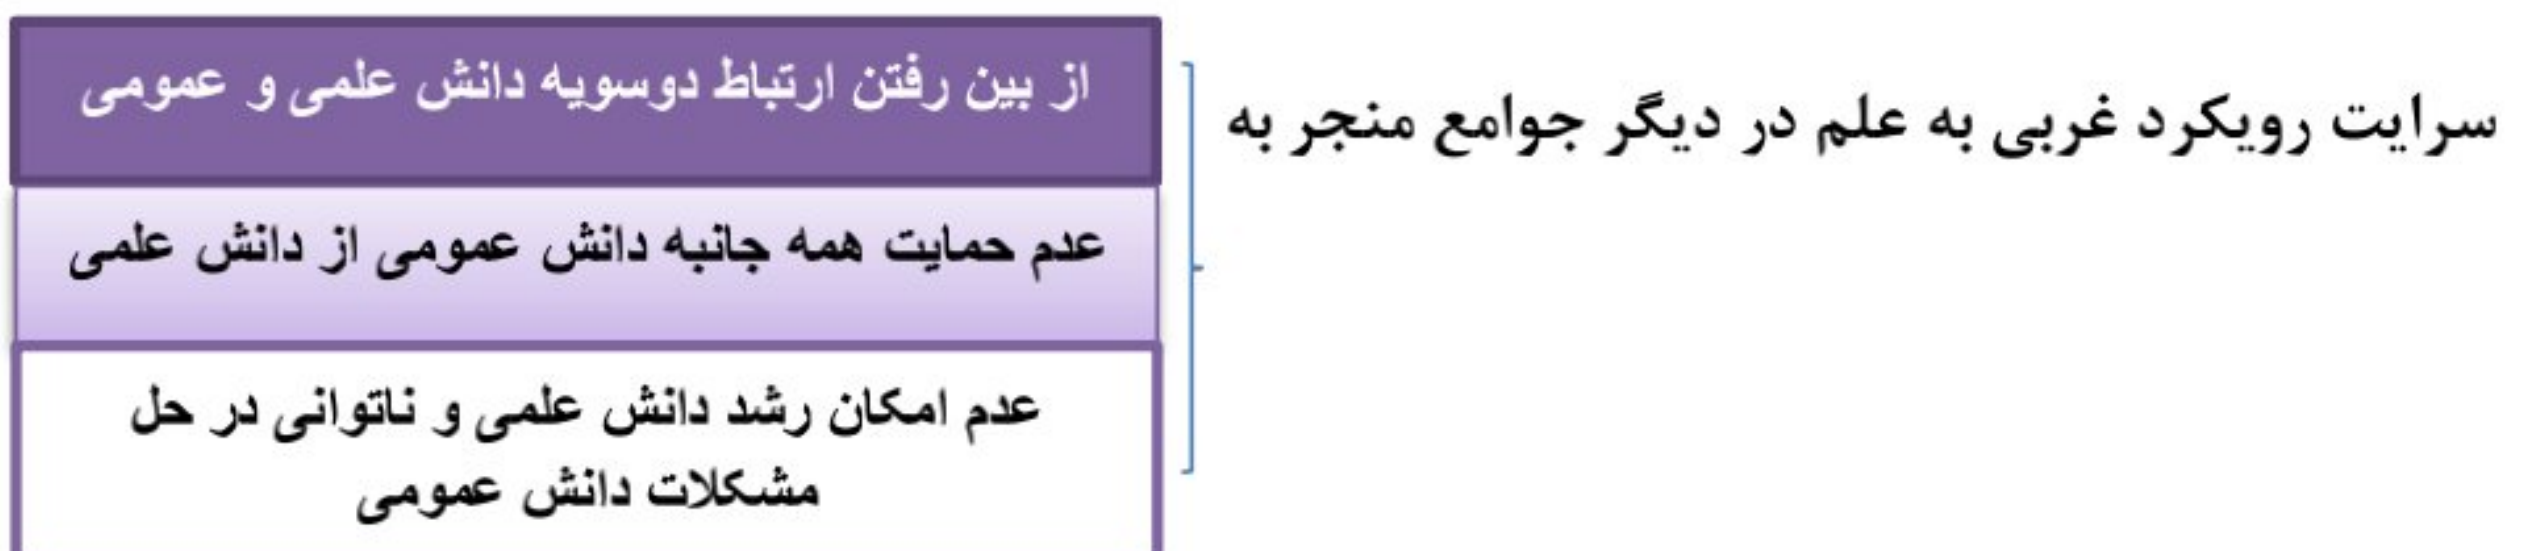 سرایت رویکرد غربی به علم در دیگر جوامع منجر به
از بین رفتن ارتباط دوسویه دانش علمی و عمومی
عدم حمایت همه جانبه دانش عمومی از دانش علمی
عدم امکان رشد دانش علمی و ناتوانی در حل
مشکلات دانش عمومی